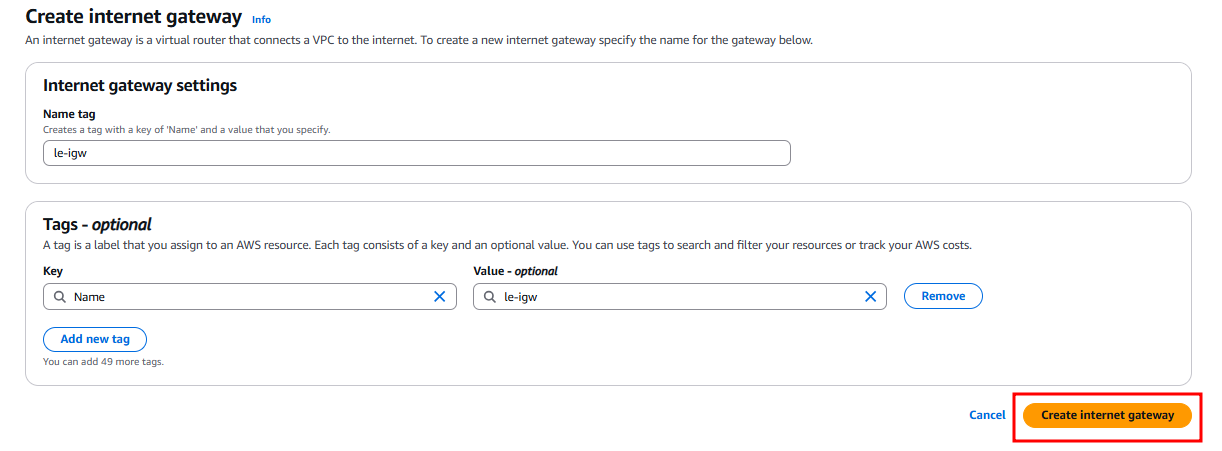 Create internet gateway Info
An internet gateway is a virtual router that connects a VPC to the internet. To create a new internet gateway specify the name for the gateway below.
Internet gateway settings
Name tag
Creates a tag with a key of 'Name' and a value that you specify.
le-igw
Tags - optional
A tag is a label that you assign to an AWS resource. Each tag consists of a key and an optional value. You can use tags to search and filter your resources or track your AWS costs.
Key Value - optional
Name le-igw Remove
Add new tag
You can add 49 more tags.
Cancel Create internet gateway